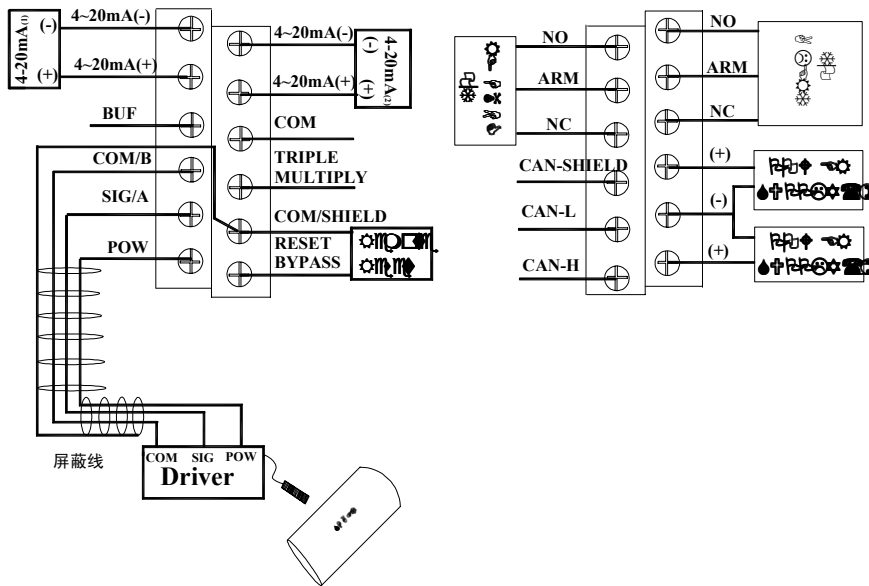 4-20mA(1)
(-)
(+)
4~20mA(-)
4~20mA(+)
BUF
COM/B
SIG/A
POW
4~20mA(-)
4~20mA(+)
(-)
(+)
4-20mA(2)
COM
TRIPLE
MULTIPLY
COM/SHIELD
RESET
BYPASS
NO
ARM
NC
CAN-SHIELD
CAN-L
CAN-H
NO
ARM
NC
(+)
(-)
(+)
屏蔽线
COM SIG POW
Driver